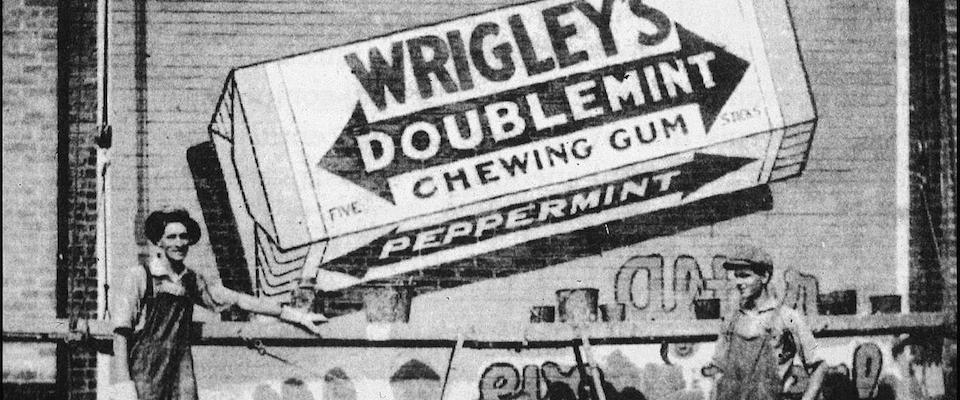 WRIGLEY'S
DOUBLEMINT
CHEWING GUM
FIVE
STICKS
PEPPERMINT